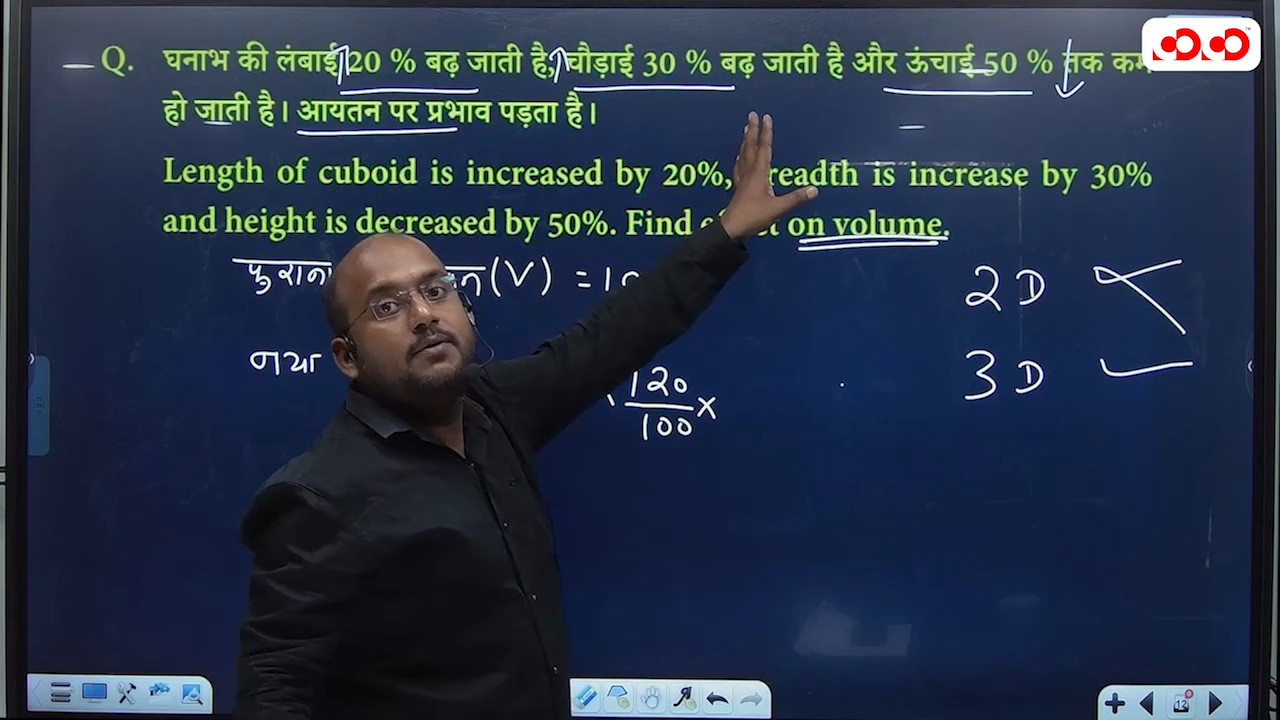 Q. घनाभ की लंबाई 20 % बढ़ जाती है, चौड़ाई 30 % बढ़ जाती है और ऊंचाई 50 % तक कम
हो जाती है। आयतन पर प्रभाव पड़ता है।
Length of cuboid is increased by 20%, readth is increase by 30%
and height is decreased by 50%. Find on volume.
पुराना (V) = 10
नया 120/100 ×
2D
3D
12